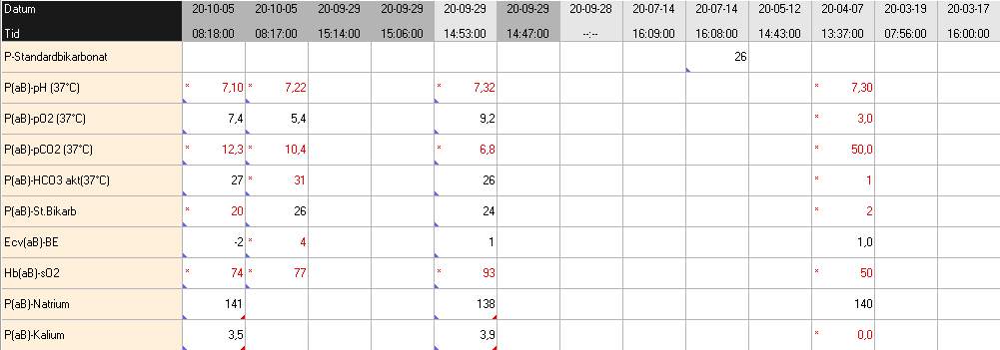 Datum 20-10-05 20-10-05 20-09-29 20-09-29 20-09-29 20-09-29 20-09-28 20-07-14 20-07-14 20-05-12 20-04-07 20-03-19 20-03-17
Tid 08:18:00 08:17:00 15:14:00 15:06:00 14:53:00 14:47:00 --:-- 16:09:00 16:08:00 14:43:00 13:37:00 07:56:00 16:00:00
P-Standardbikarbonat 26
P(aB)-pH (37°C) * 7,10 * 7,22 * 7,32 * 7,30
P(aB)-pO2 (37°C) 7,4 5,4 9,2 * 3,0
P(aB)-pCO2 (37°C) * 12,3 * 10,4 * 6,8 * 50,0
P(aB)-HCO3 akt(37°C) 27 * 31 26 * 1
P(aB)-St.Bikarb * 20 26 24 * 2
Ecv(aB)-BE -2 * 4 1 1,0
Hb(aB)-sO2 * 74 * 77 * 93 * 50
P(aB)-Natrium 141 138 140
P(aB)-Kalium 3,5 3,9 * 0,0